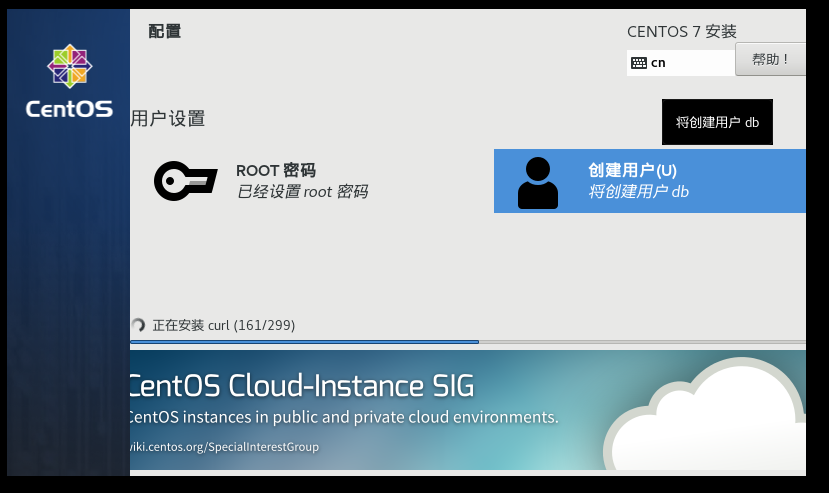 CentOS
配置
CENTOS 7 安装
cn
帮助！
用户设置
将创建用户 db
ROOT 密码
已经设置 root 密码
创建用户(U)
将创建用户 db
正在安装 curl (161/299)
CentOS Cloud-Instance SIG
CentOS instances in public and private cloud environments.
wiki.centos.org/SpecialInterestGroup